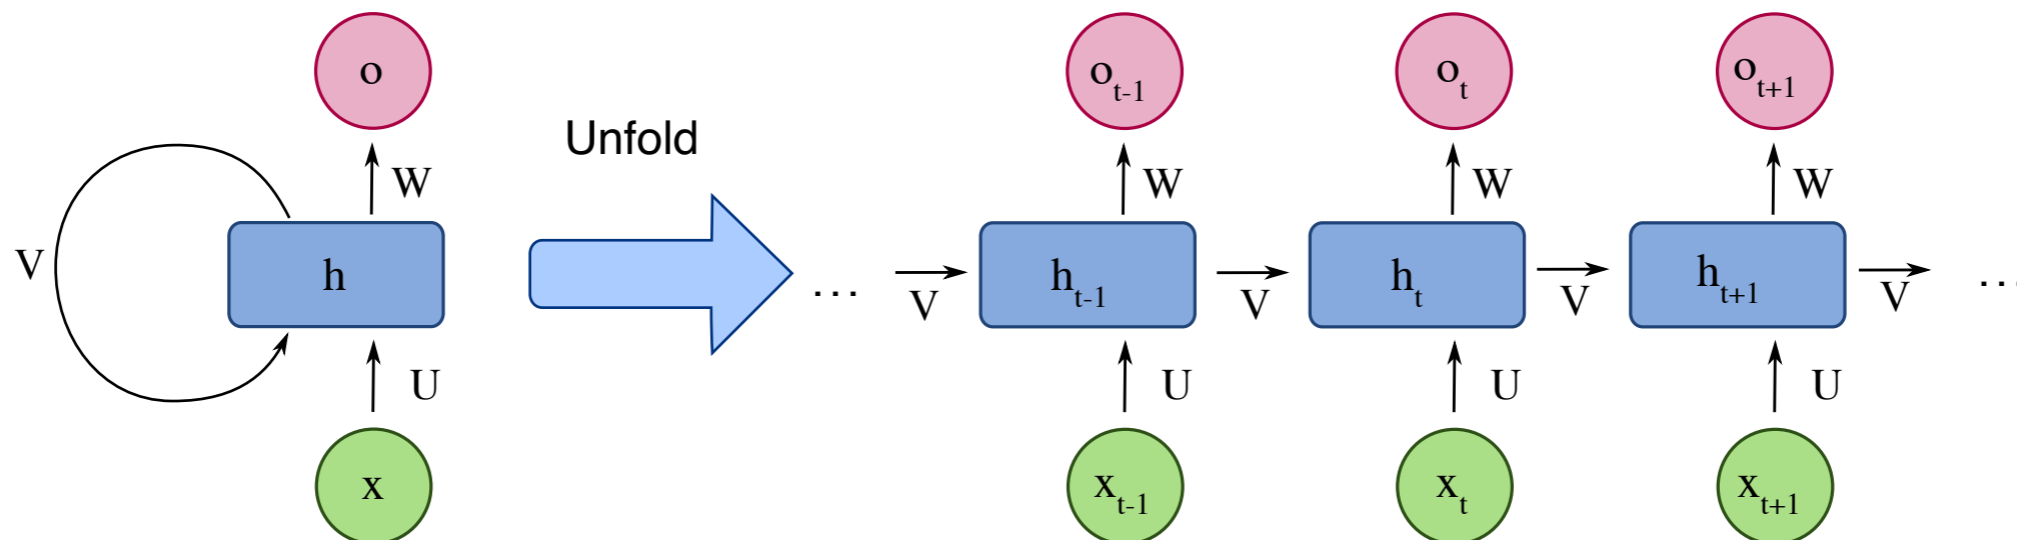 o o_{t-1} o_t o_{t+1}
Unfold
W W W W
V h ... V h_{t-1} V h_t V h_{t+1} V ...
U U U U
x x_{t-1} x_t x_{t+1}